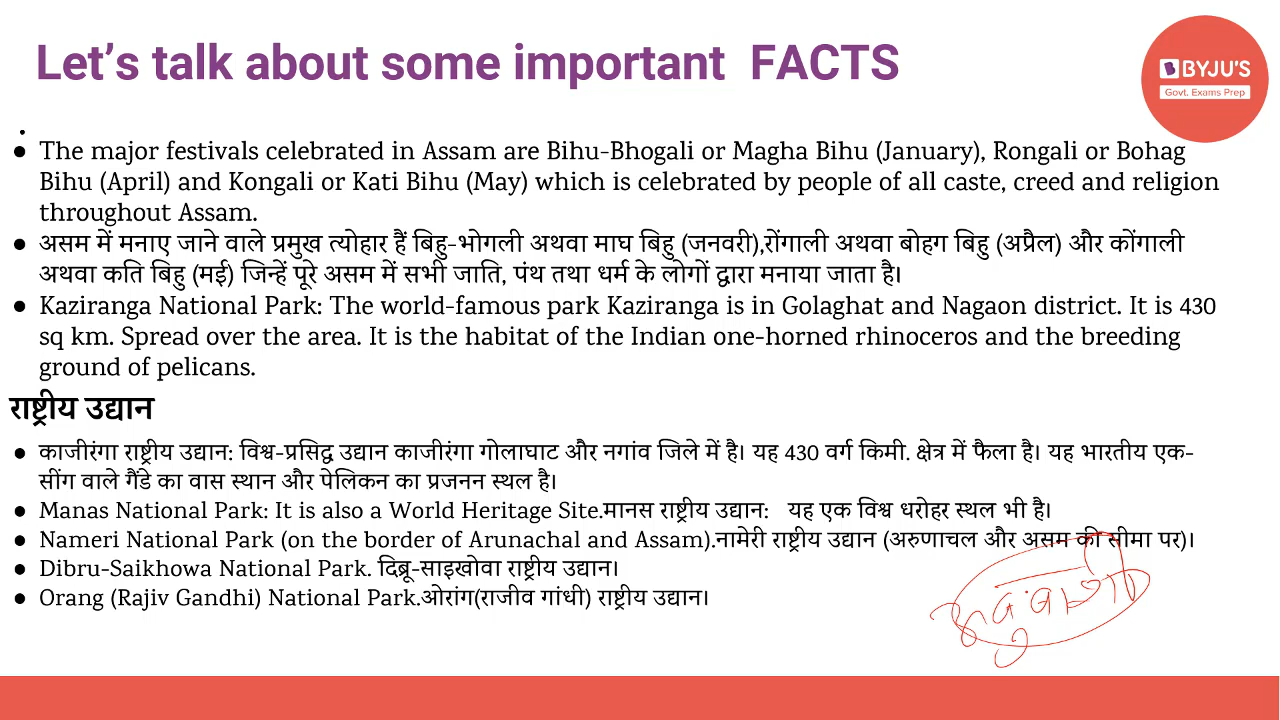 Let’s talk about some important FACTS
BYJU'S
Govt. Exams Prep
● The major festivals celebrated in Assam are Bihu-Bhogali or Magha Bihu (January), Rongali or Bohag
Bihu (April) and Kongali or Kati Bihu (May) which is celebrated by people of all caste, creed and religion
throughout Assam.
● असम में मनाए जाने वाले प्रमुख त्योहार हैं बिहु-भोगली अथवा माघ बिहु (जनवरी),रोंगाली अथवा बोहग बिहु (अप्रैल) और कोंगाली
अथवा कति बिहु (मई) जिन्हें पूरे असम में सभी जाति, पंथ तथा धर्म के लोगों द्वारा मनाया जाता है।
● Kaziranga National Park: The world-famous park Kaziranga is in Golaghat and Nagaon district. It is 430
sq km. Spread over the area. It is the habitat of the Indian one-horned rhinoceros and the breeding
ground of pelicans.
राष्ट्रीय उद्यान
● काजीरंगा राष्ट्रीय उद्यान: विश्व-प्रसिद्ध उद्यान काजीरंगा गोलाघाट और नगांव जिले में है। यह 430 वर्ग किमी. क्षेत्र में फैला है। यह भारतीय एक-
सींग वाले गैंडे का वास स्थान और पेलिकन का प्रजनन स्थल है।
● Manas National Park: It is also a World Heritage Site.मानस राष्ट्रीय उद्यान: यह एक विश्व धरोहर स्थल भी है।
● Nameri National Park (on the border of Arunachal and Assam).नामेरी राष्ट्रीय उद्यान (अरुणाचल और असम की सीमा पर)।
● Dibru-Saikhowa National Park. दिब्रू-साइखोवा राष्ट्रीय उद्यान।
● Orang (Rajiv Gandhi) National Park.ओरांग(राजीव गांधी) राष्ट्रीय उद्यान।